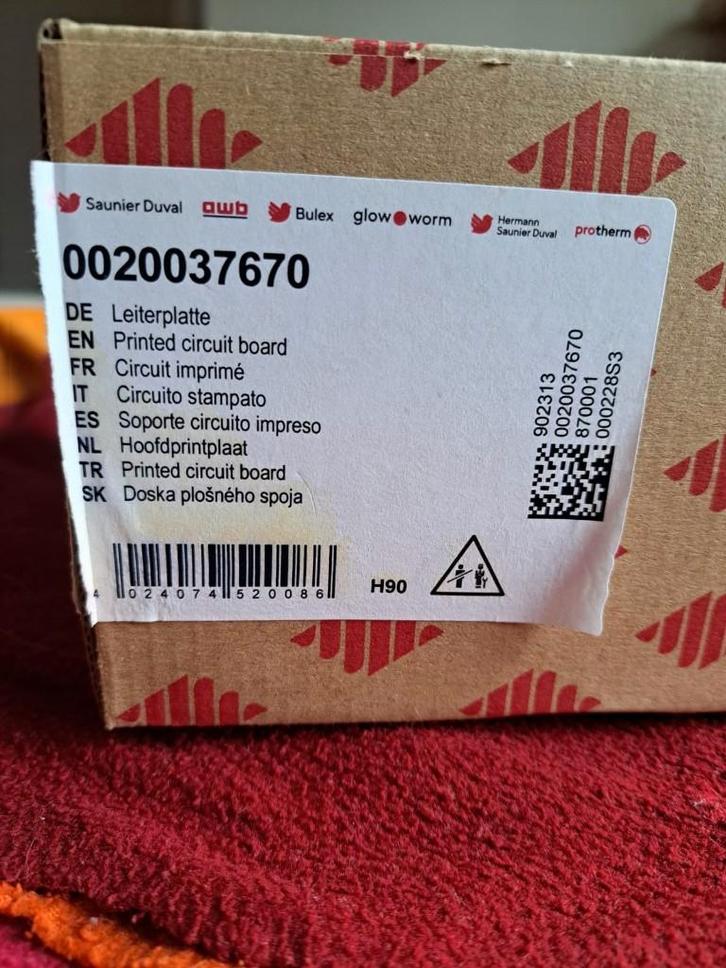 Saunier Duval awb Bulex glow worm Hermann Saunier Duval protherm
0020037670
DE Leiterplatte
EN Printed circuit board
FR Circuit imprimé
IT Circuito stampato
ES Soporte circuito impreso
NL Hoofdprintplaat
TR Printed circuit board
SK Doska plošného spoja
902313
0020037670
870001
000228S3
4 024074 520086
H90